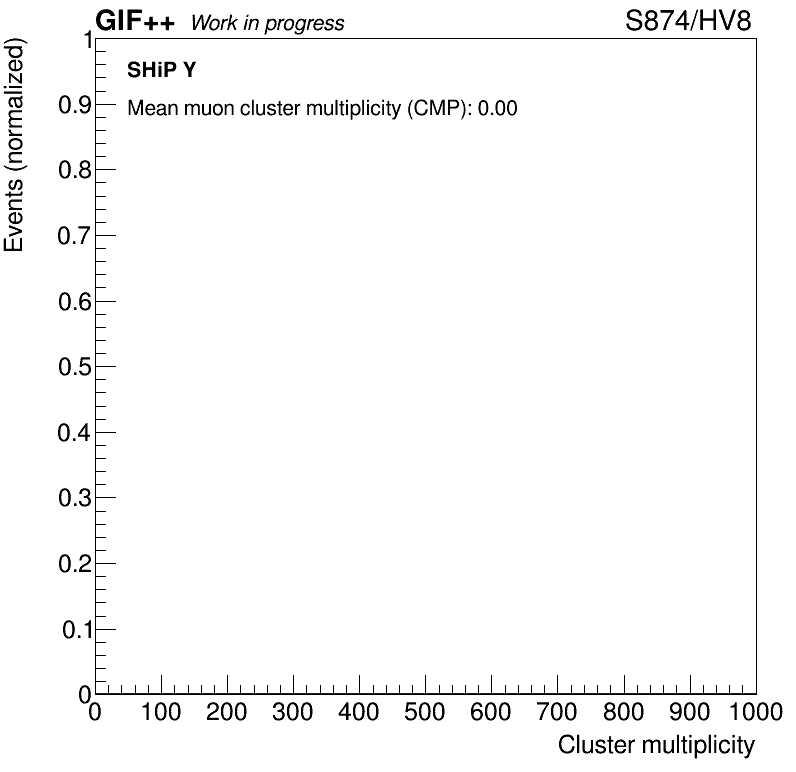 GIF++ Work in progress S874/HV8
Events (normalized)
SHiP Y
Mean muon cluster multiplicity (CMP): 0.00
1
0.9
0.8
0.7
0.6
0.5
0.4
0.3
0.2
0.1
0
0 100 200 300 400 500 600 700 800 900 1000
Cluster multiplicity